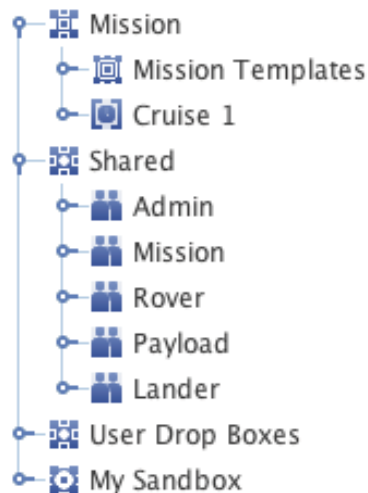 Mission
Mission Templates
Cruise 1
Shared
Admin
Mission
Rover
Payload
Lander
User Drop Boxes
My Sandbox